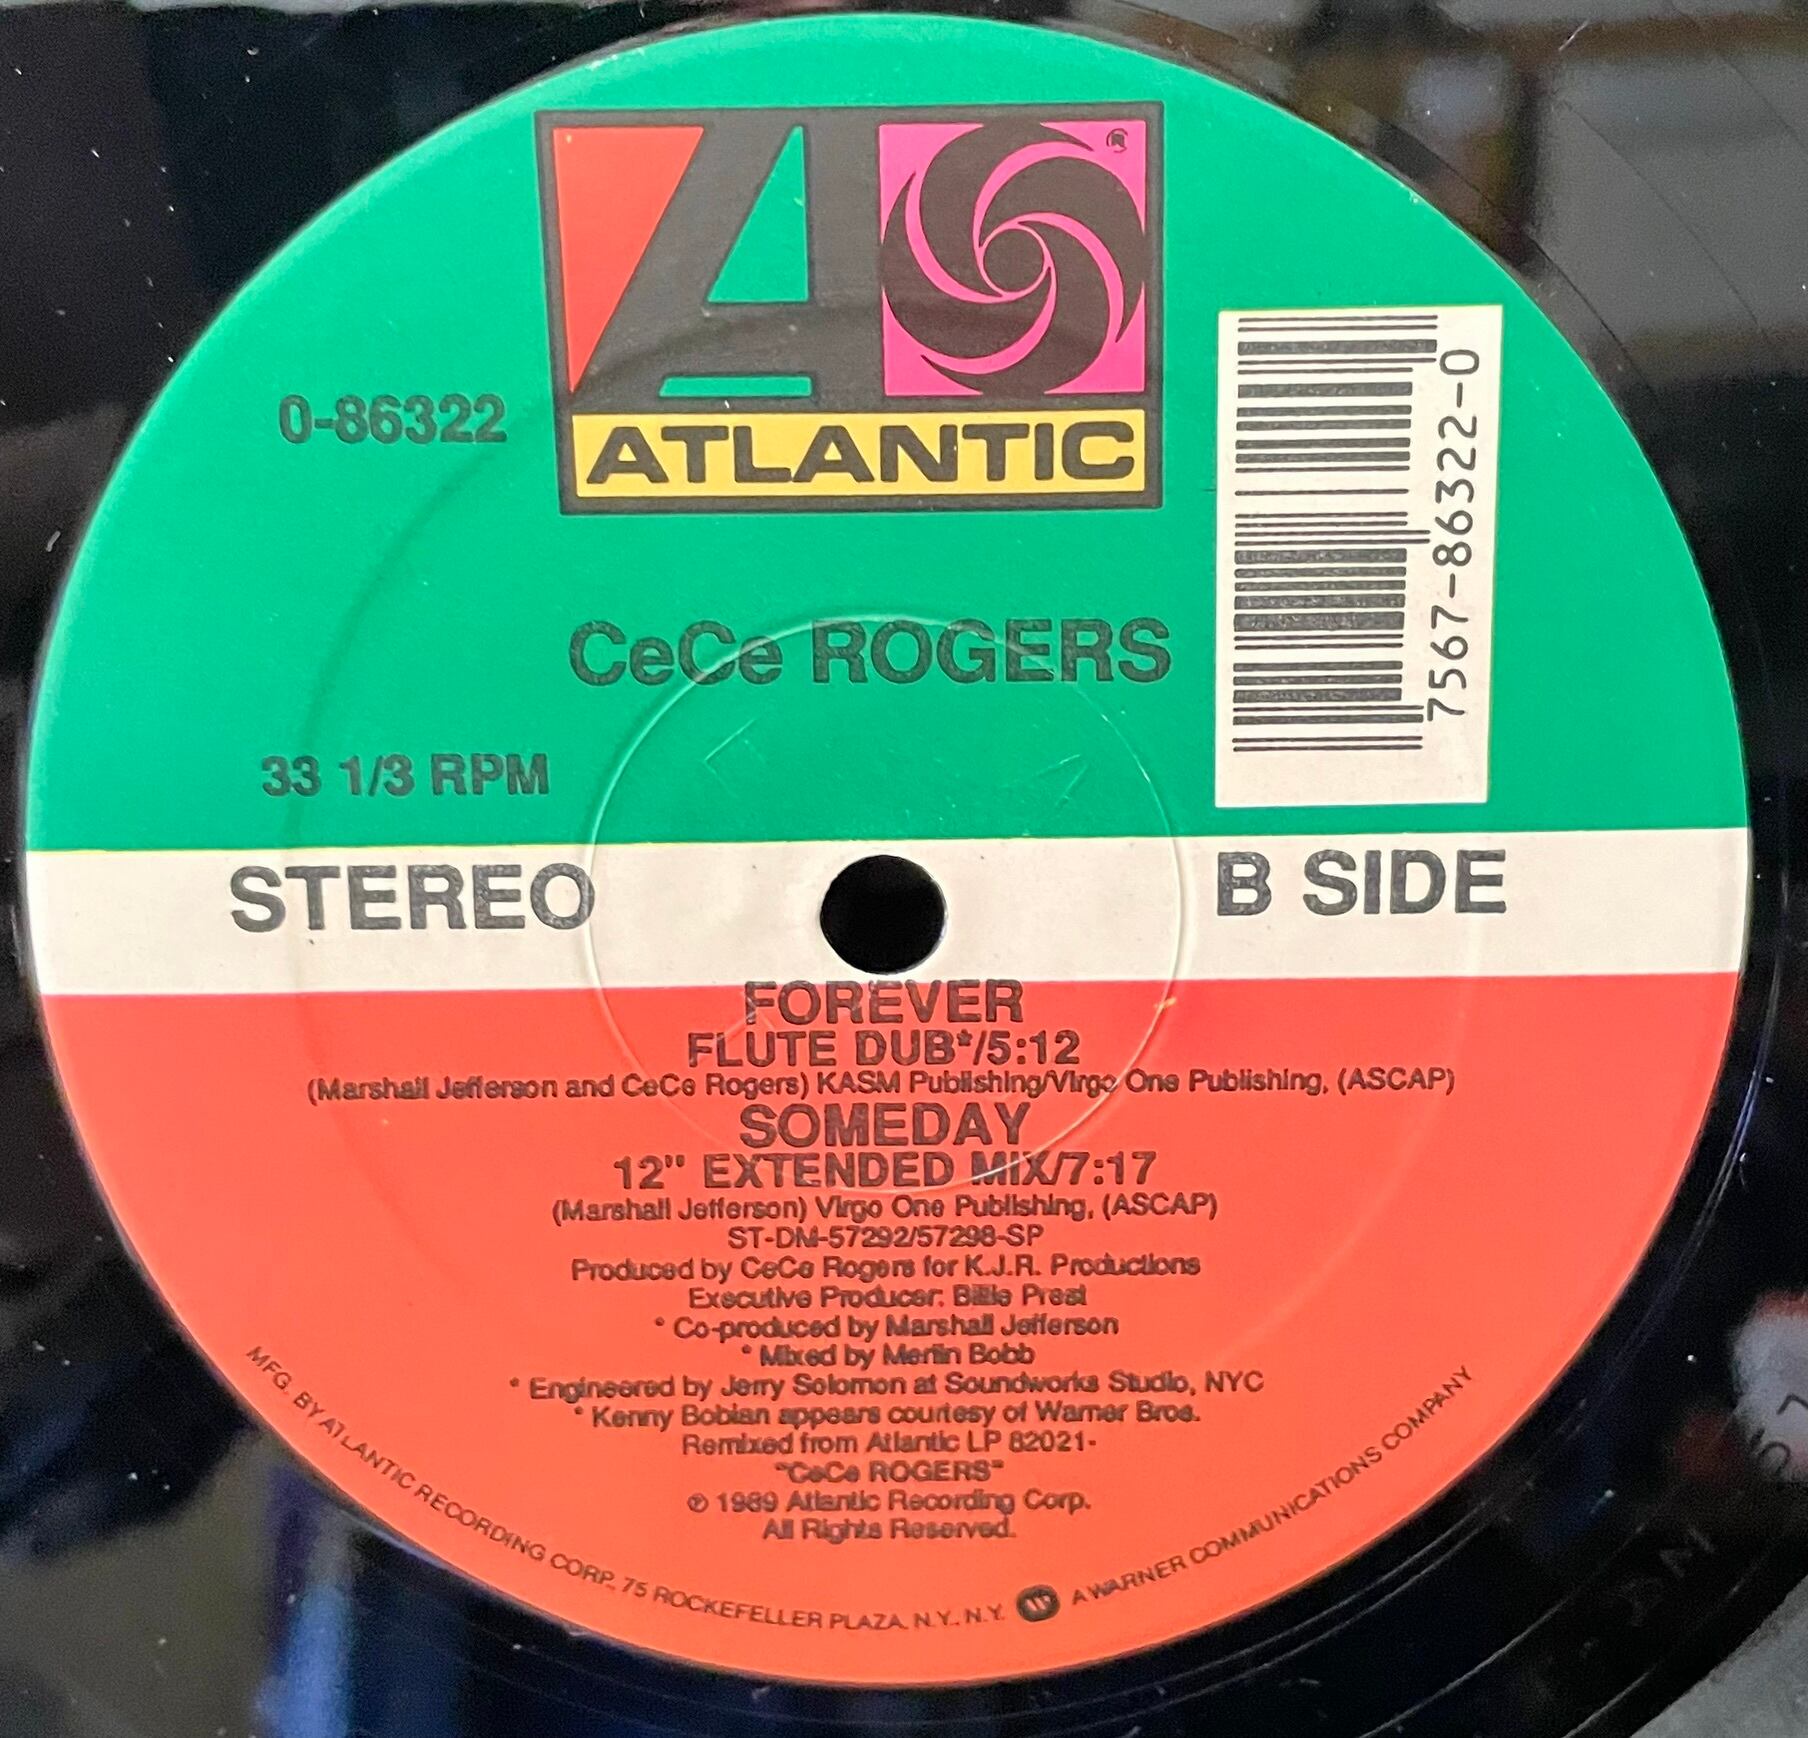 ®
ATLANTIC
0-86322
7567-86322-0
CeCe ROGERS
33 1/3 RPM
STEREO
B SIDE
FOREVER
FLUTE DUB*/5:12
(Marshall Jefferson and CeCe Rogers) KASM Publishing/Virgo One Publishing, (ASCAP)
SOMEDAY
12" EXTENDED MIX/7:17
(Marshall Jefferson) Virgo One Publishing, (ASCAP)
ST-DM-57292/57298-SP
Produced by CeCe Rogers for K.J.R. Productions
Executive Producer: Billie Prest
* Co-produced by Marshall Jefferson
* Mixed by Merlin Bobb
* Engineered by Jerry Solomon at Soundworks Studio, NYC
* Kenny Bobian appears courtesy of Warner Bros.
Remixed from Atlantic LP 82021-
"CeCe ROGERS"
℗ 1989 Atlantic Recording Corp.
All Rights Reserved.
MFG. BY ATLANTIC RECORDING CORP., 75 ROCKEFELLER PLAZA, N.Y., N.Y. A WARNER COMMUNICATIONS COMPANY